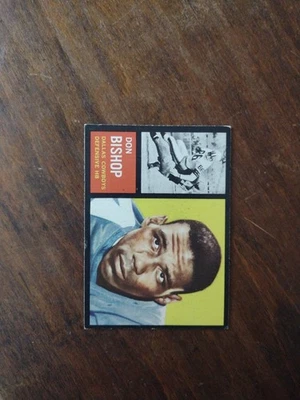 DON
BISHOP
DALLAS COWBOYS
DEFENSIVE HB